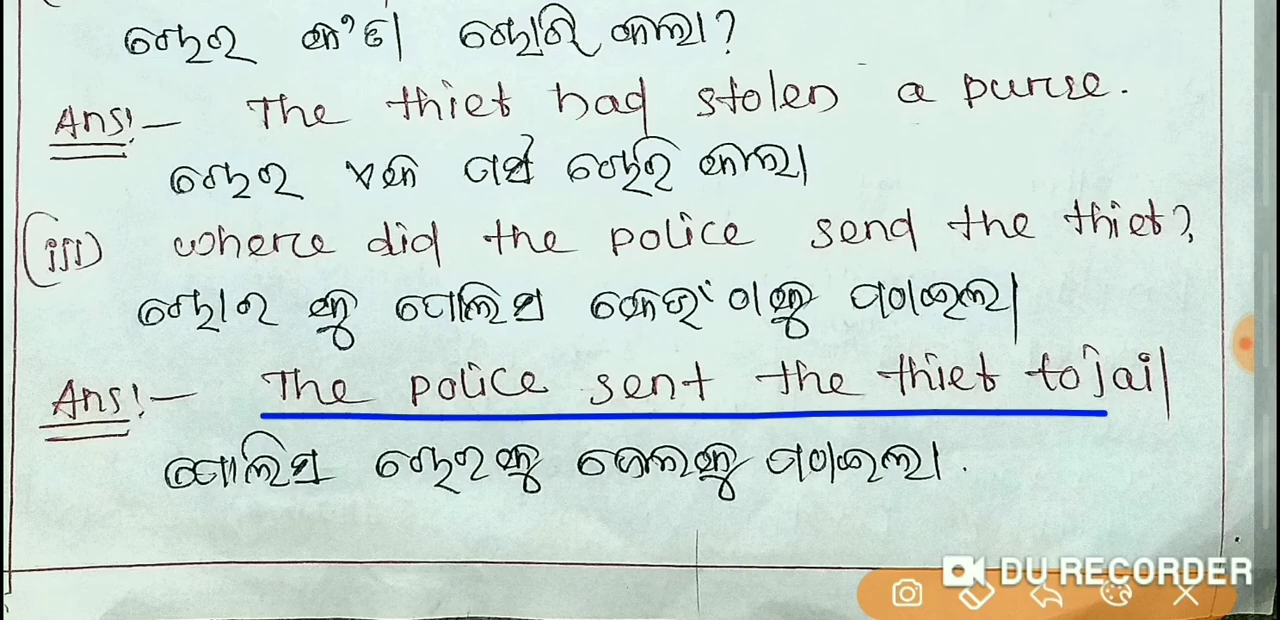 ଚୋର କ'ଣ ଚୋରି କଲା?
Ans:- The thief had stolen a purse.
ଚୋର ଏକ ପର୍ସ ଚୋରି କଲା।
(iii) where did the police send the thief?
ଚୋର କୁ ପୋଲିସ କେଉଁ ଠାକୁ ପଠାଇଲା।
Ans:- The police sent the thief to jail
ପୋଲିସ ଚୋରକୁ ଜେଲକୁ ପଠାଇଲା.
DU RECORDER